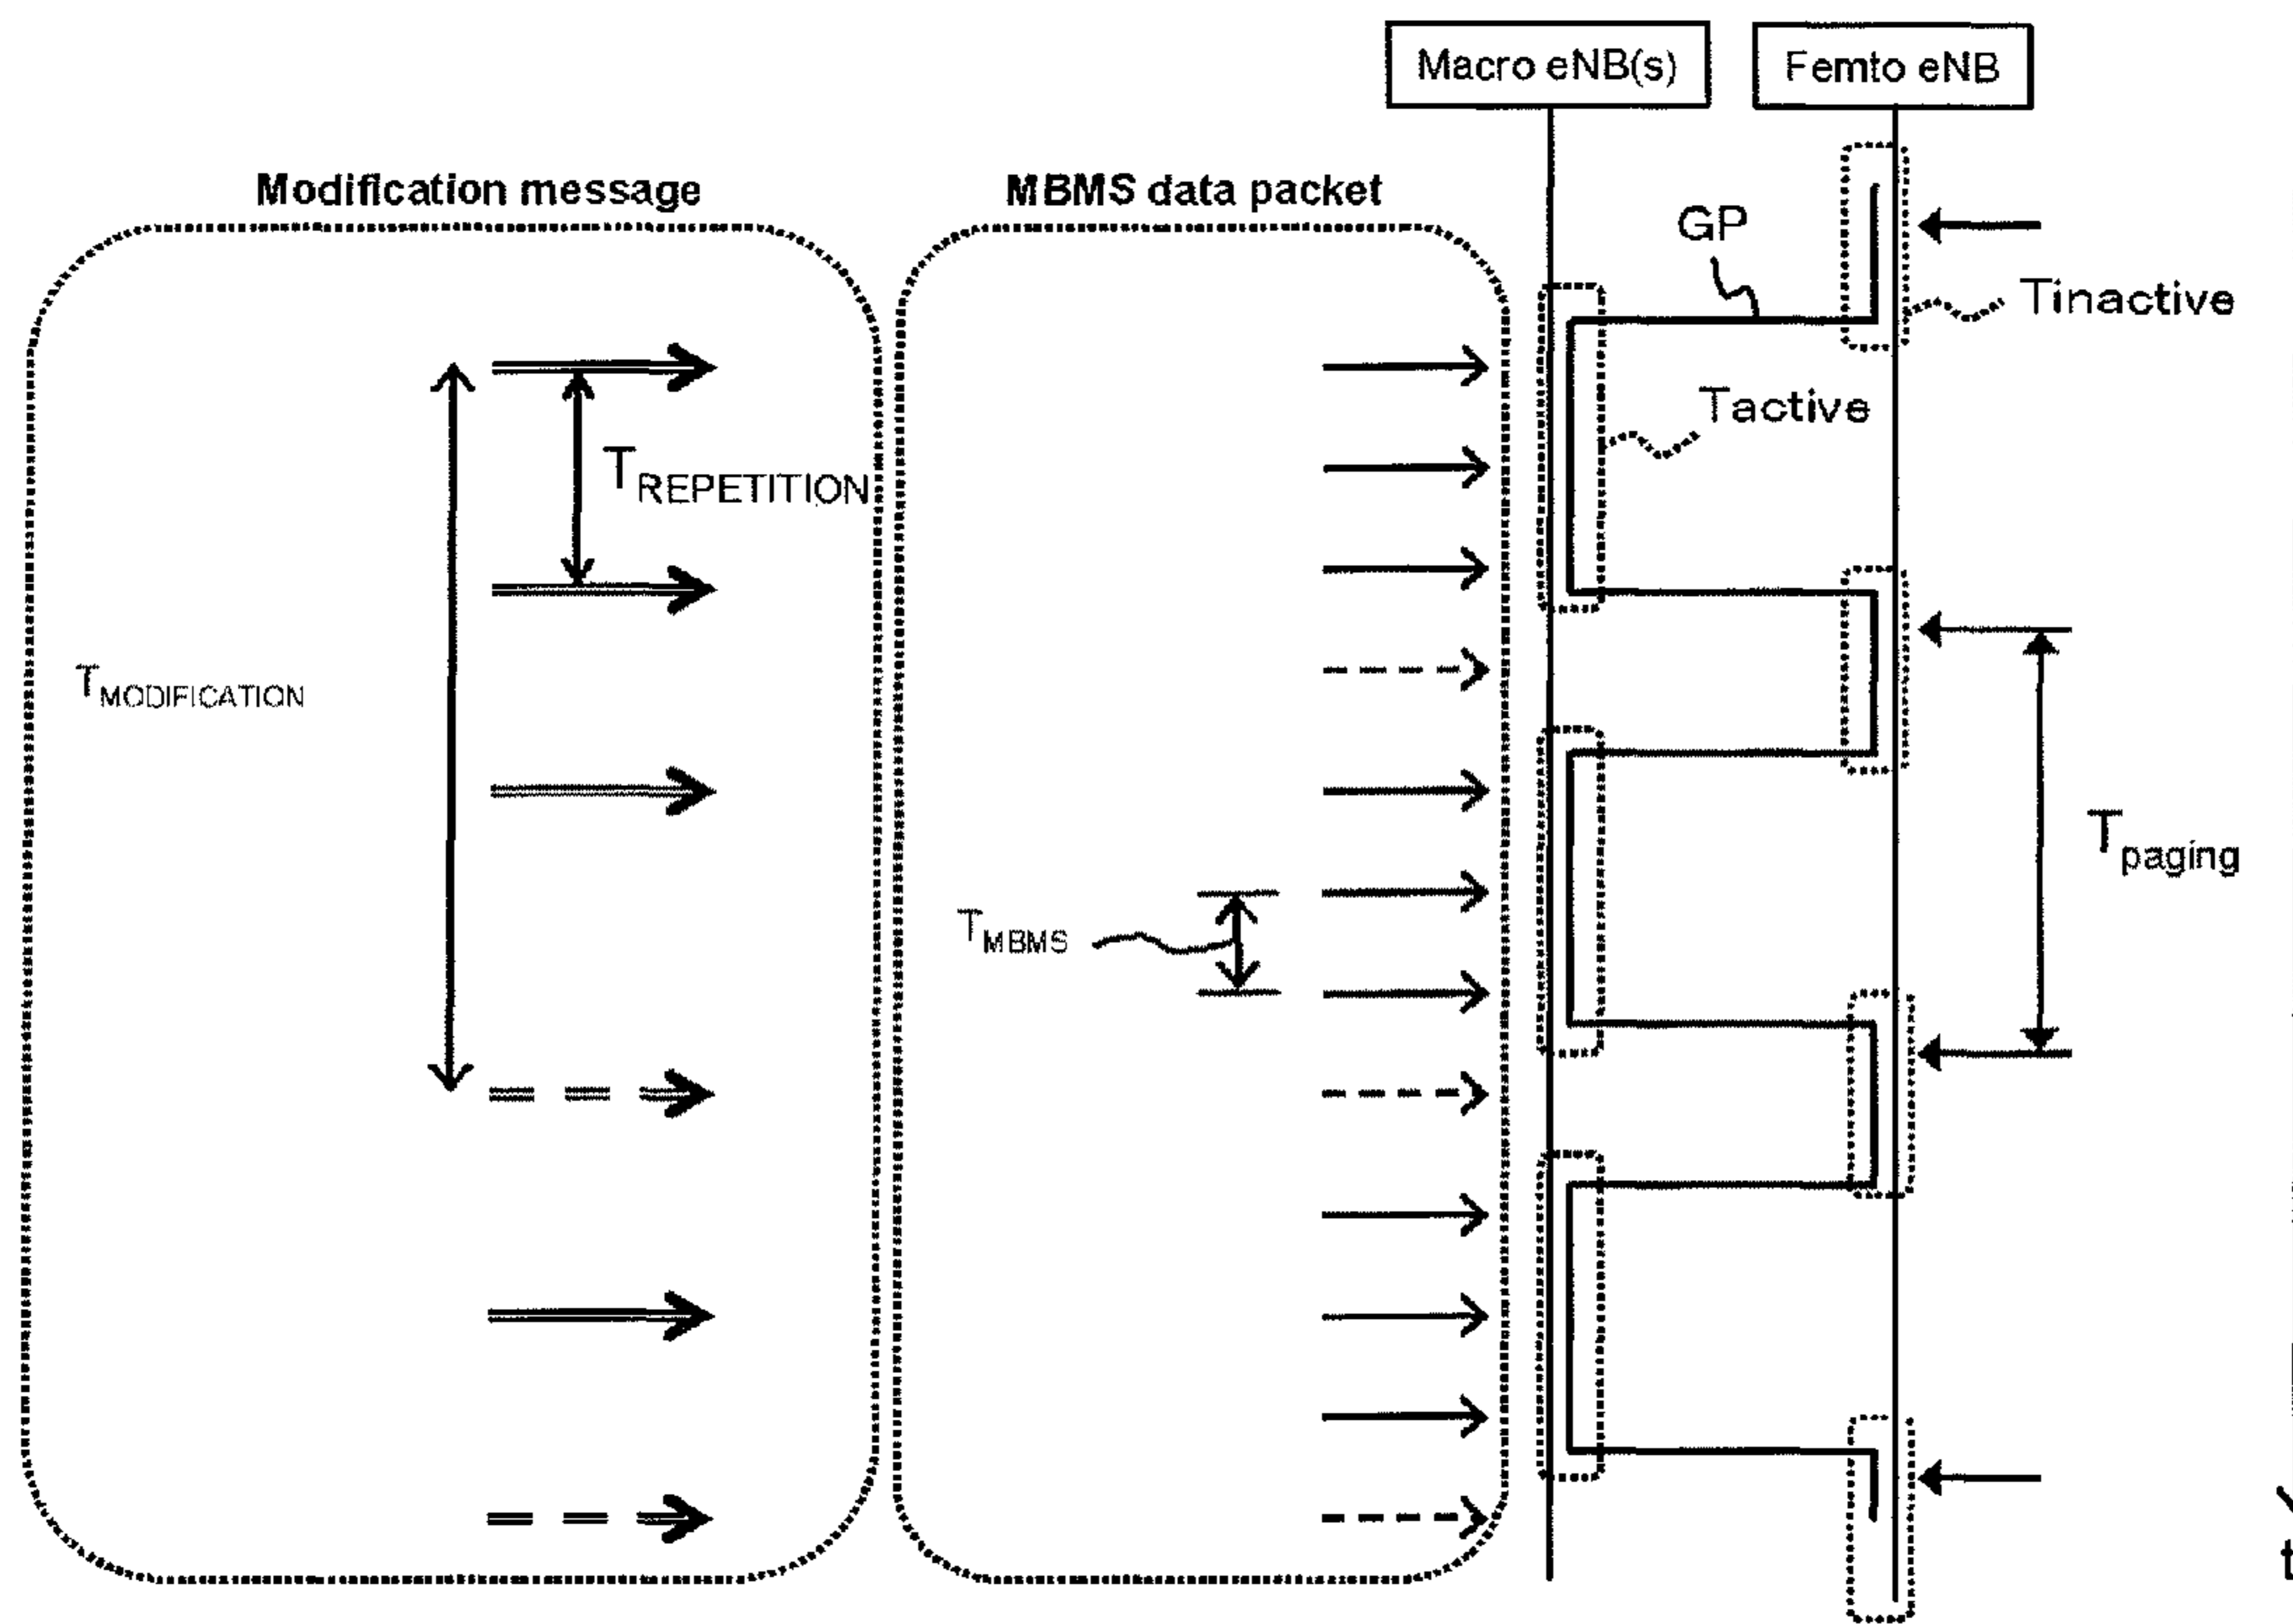 Macro eNB(s)
Femto eNB
Modification message
MBMS data packet
GP
Tinactive
Tactive
TREPETITION
TMODIFICATION
Tpaging
TMBMS
t